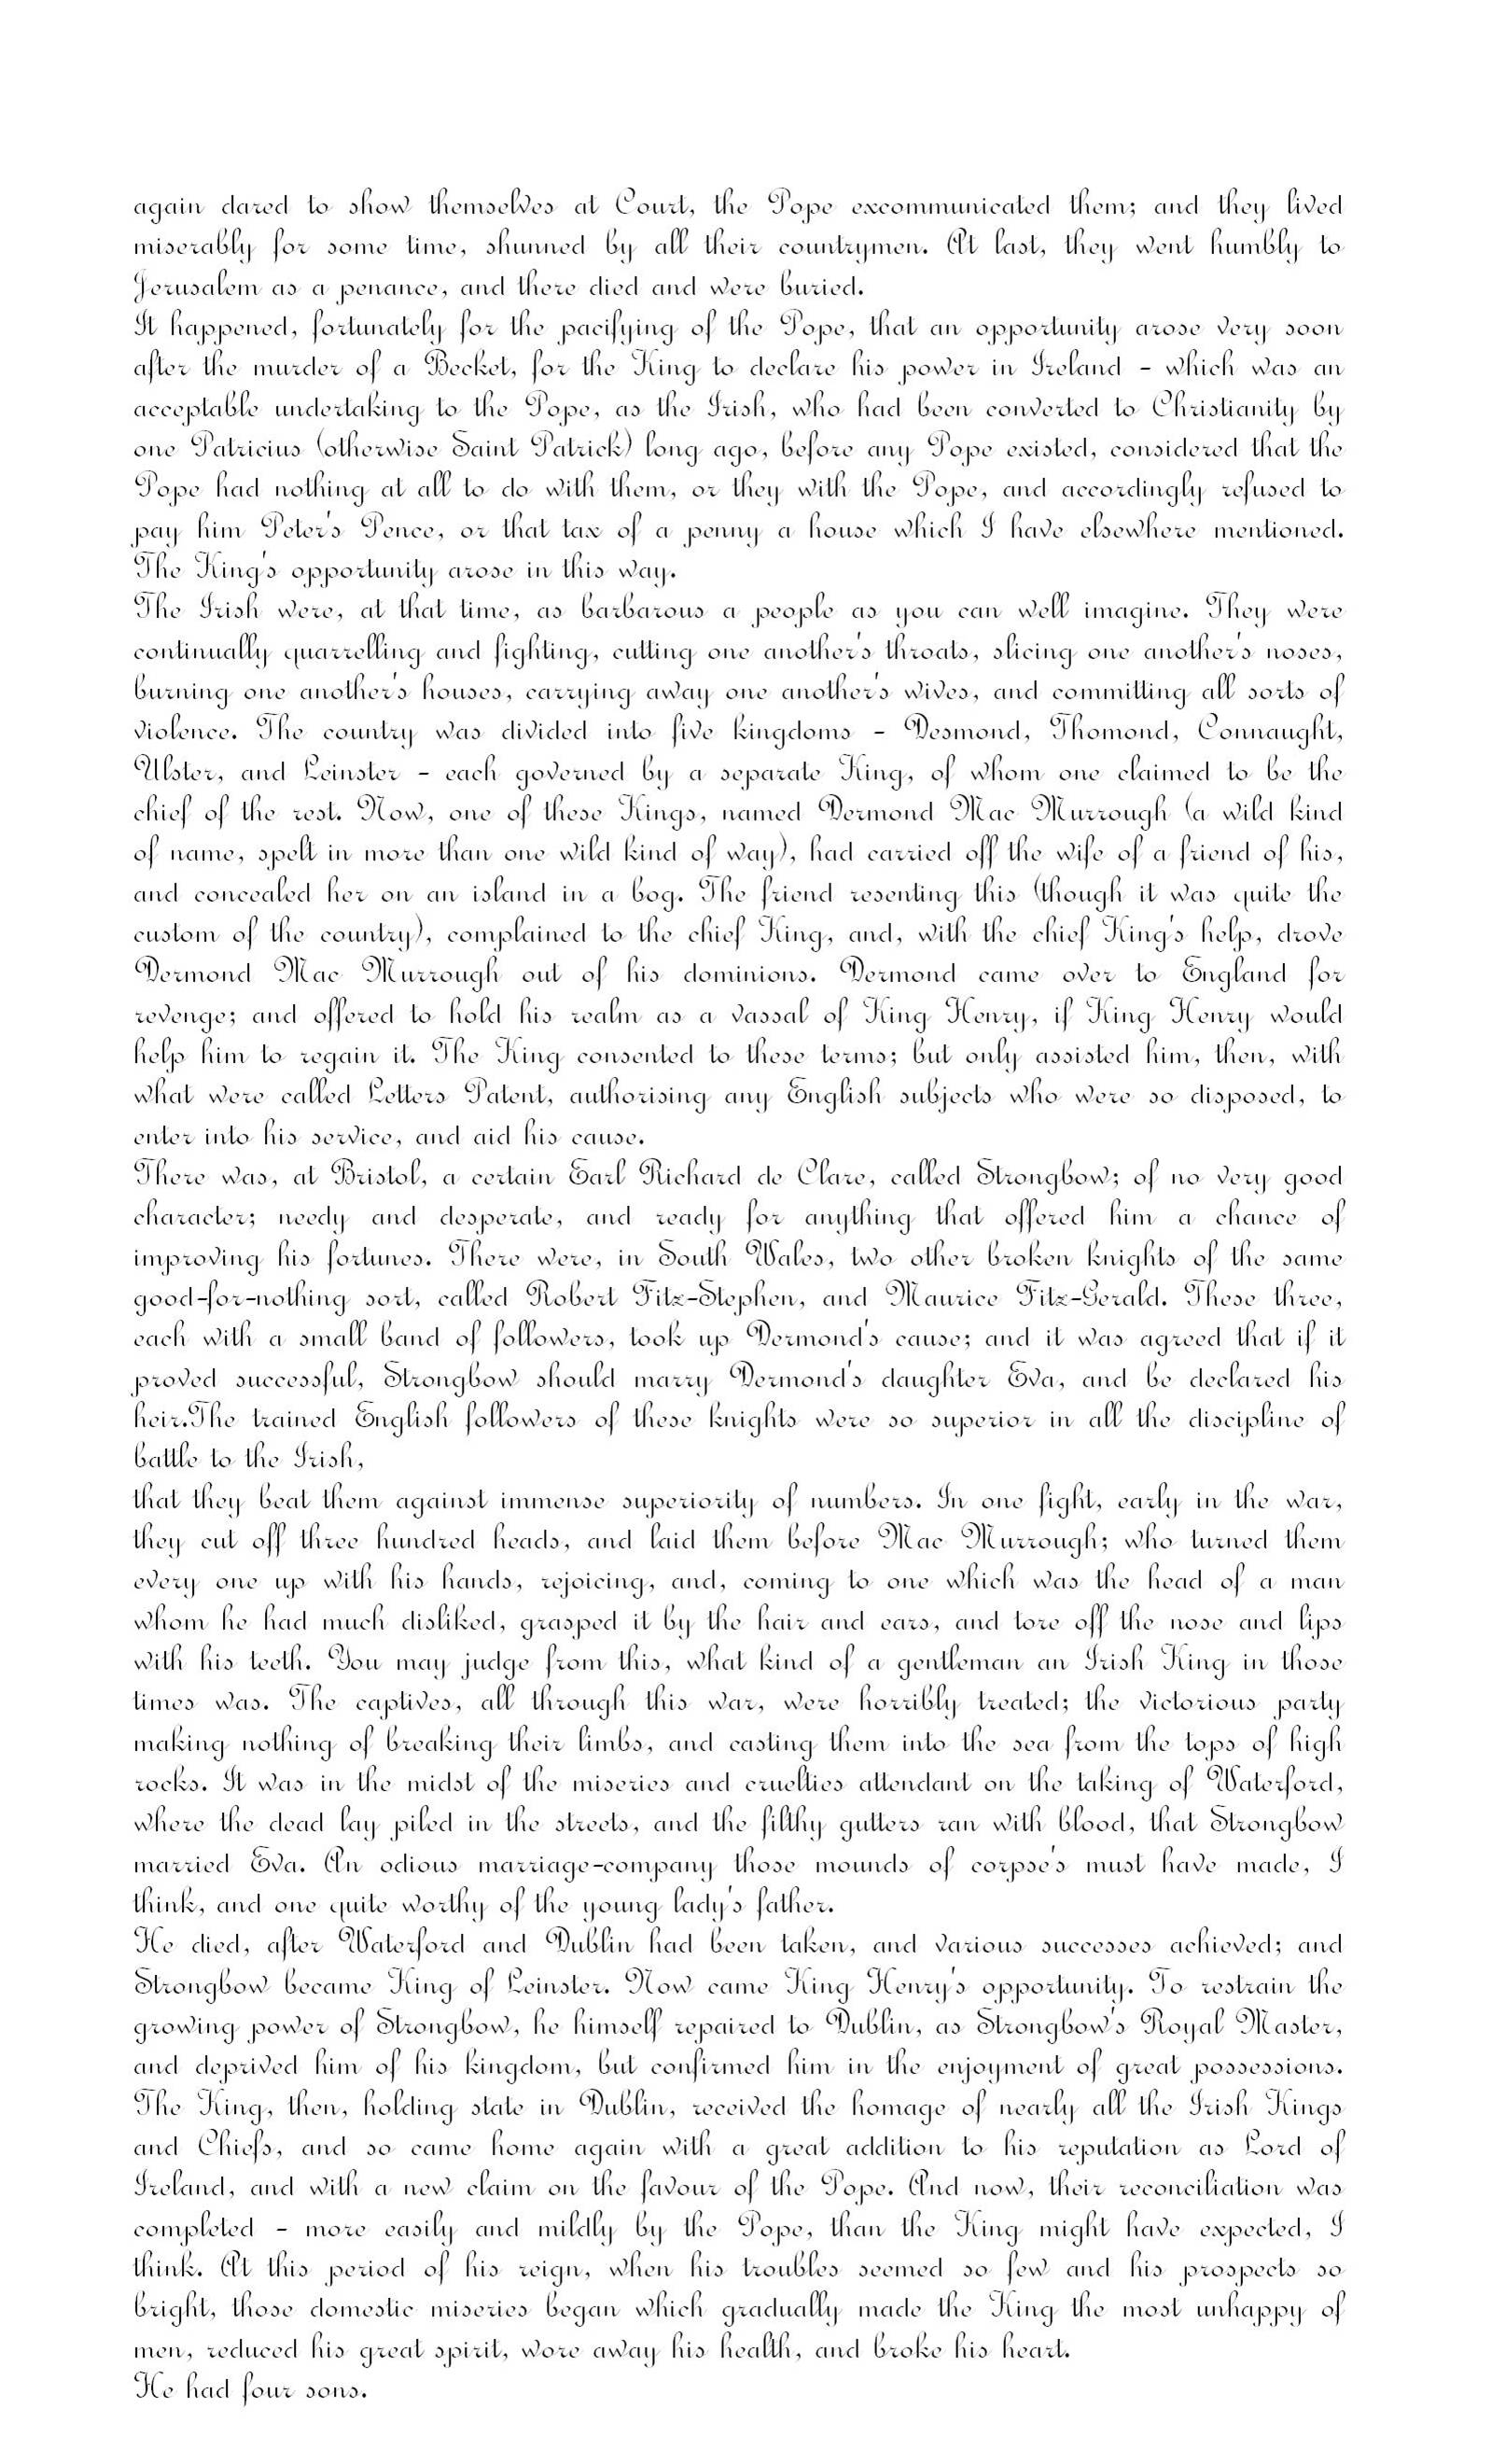 again dared to show themselves at Court, the Pope excommunicated them; and they lived
miserably for some time, shunned by all their countrymen. At last, they went humbly to
Jerusalem as a penance, and there died and were buried.
It happened, fortunately for the pacifying of the Pope, that an opportunity arose very soon
after the murder of a Becket, for the King to declare his power in Ireland - which was an
acceptable undertaking to the Pope, as the Irish, who had been converted to Christianity by
one Patricius (otherwise Saint Patrick) long ago, before any Pope existed, considered that the
Pope had nothing at all to do with them, or they with the Pope, and accordingly refused to
pay him Peter's Pence, or that tax of a penny a house which I have elsewhere mentioned.
The King's opportunity arose in this way.
The Irish were, at that time, as barbarous a people as you can well imagine. They were
continually quarrelling and fighting, cutting one another's throats, slicing one another's noses,
burning one another's houses, carrying away one another's wives, and committing all sorts of
violence. The country was divided into five kingdoms - Desmond, Thomond, Connaught,
Ulster, and Leinster - each governed by a separate King, of whom one claimed to be the
chief of the rest. Now, one of these Kings, named Dermond Mac Murrough (a wild kind
of name, spelt in more than one wild kind of way), had carried off the wife of a friend of his,
and concealed her on an island in a bog. The friend resenting this (though it was quite the
custom of the country), complained to the chief King, and, with the chief King's help, drove
Dermond Mac Murrough out of his dominions. Dermond came over to England for
revenge; and offered to hold his realm as a vassal of King Henry, if King Henry would
help him to regain it. The King consented to these terms; but only assisted him, then, with
what were called Letters Patent, authorising any English subjects who were so disposed, to
enter into his service, and aid his cause.
There was, at Bristol, a certain Earl Richard de Clare, called Strongbow; of no very good
character; needy and desperate, and ready for anything that offered him a chance of
improving his fortunes. There were, in South Wales, two other broken knights of the same
good-for-nothing sort, called Robert Fitz-Stephen, and Maurice Fitz-Gerald. These three,
each with a small band of followers, took up Dermond's cause; and it was agreed that if it
proved successful, Strongbow should marry Dermond's daughter Eva, and be declared his
heir.The trained English followers of these knights were so superior in all the discipline of
battle to the Irish,
that they beat them against immense superiority of numbers. In one fight, early in the war,
they cut off three hundred heads, and laid them before Mac Murrough; who turned them
every one up with his hands, rejoicing, and, coming to one which was the head of a man
whom he had much disliked, grasped it by the hair and ears, and tore off the nose and lips
with his teeth. You may judge from this, what kind of a gentleman an Irish King in those
times was. The captives, all through this war, were horribly treated; the victorious party
making nothing of breaking their limbs, and casting them into the sea from the tops of high
rocks. It was in the midst of the miseries and cruelties attendant on the taking of Waterford,
where the dead lay piled in the streets, and the filthy gutters ran with blood, that Strongbow
married Eva. An odious marriage-company those mounds of corpse's must have made, I
think, and one quite worthy of the young lady's father.
He died, after Waterford and Dublin had been taken, and various successes achieved; and
Strongbow became King of Leinster. Now came King Henry's opportunity. To restrain the
growing power of Strongbow, he himself repaired to Dublin, as Strongbow's Royal Master,
and deprived him of his kingdom, but confirmed him in the enjoyment of great possessions.
The King, then, holding state in Dublin, received the homage of nearly all the Irish Kings
and Chiefs, and so came home again with a great addition to his reputation as Lord of
Ireland, and with a new claim on the favour of the Pope. And now, their reconciliation was
completed - more easily and mildly by the Pope, than the King might have expected, I
think. At this period of his reign, when his troubles seemed so few and his prospects so
bright, those domestic miseries began which gradually made the King the most unhappy of
men, reduced his great spirit, wore away his health, and broke his heart.
He had four sons.